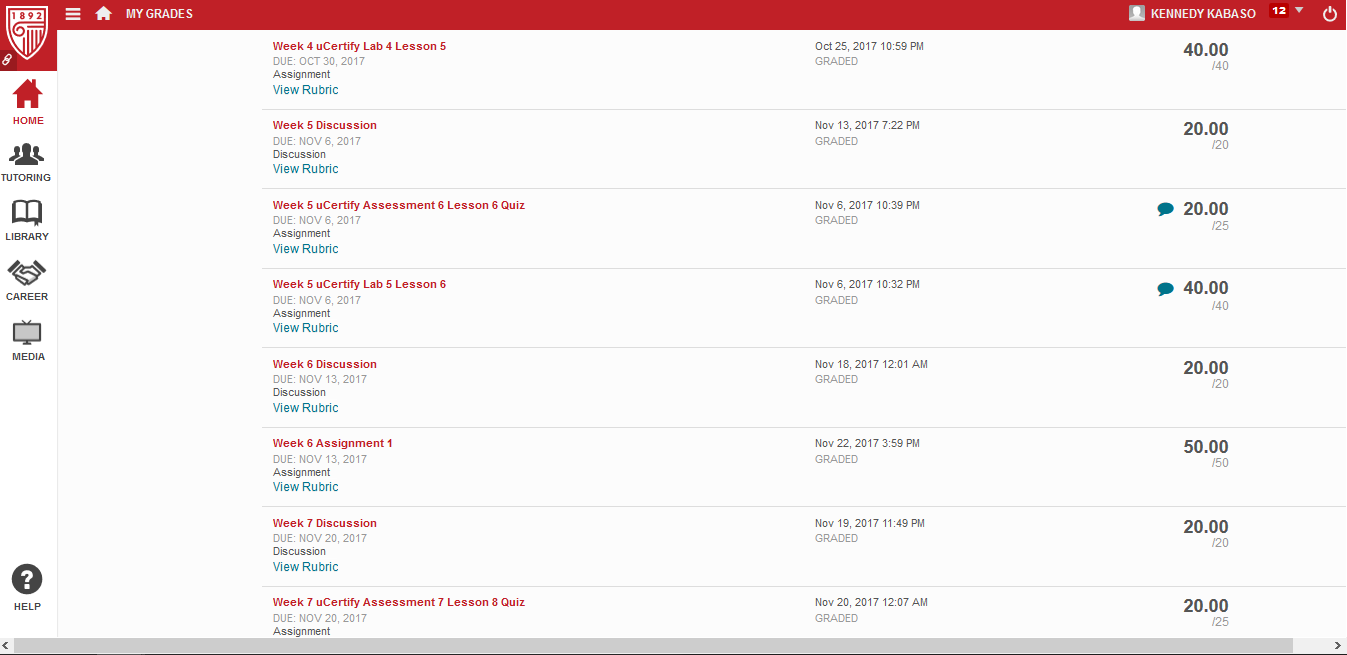 1892
MY GRADES
KENNEDY KABASO
12
HOME
TUTORING
LIBRARY
CAREER
MEDIA
?
HELP
Week 4 uCertify Lab 4 Lesson 5
DUE: OCT 30, 2017
Assignment
View Rubric
Oct 25, 2017 10:59 PM
GRADED
40.00
/40
Week 5 Discussion
DUE: NOV 6, 2017
Discussion
View Rubric
Nov 13, 2017 7:22 PM
GRADED
20.00
/20
Week 5 uCertify Assessment 6 Lesson 6 Quiz
DUE: NOV 6, 2017
Assignment
View Rubric
Nov 6, 2017 10:39 PM
GRADED
20.00
/25
Week 5 uCertify Lab 5 Lesson 6
DUE: NOV 6, 2017
Assignment
View Rubric
Nov 6, 2017 10:32 PM
GRADED
40.00
/40
Week 6 Discussion
DUE: NOV 13, 2017
Discussion
View Rubric
Nov 18, 2017 12:01 AM
GRADED
20.00
/20
Week 6 Assignment 1
DUE: NOV 13, 2017
Assignment
View Rubric
Nov 22, 2017 3:59 PM
GRADED
50.00
/50
Week 7 Discussion
DUE: NOV 20, 2017
Discussion
View Rubric
Nov 19, 2017 11:49 PM
GRADED
20.00
/20
Week 7 uCertify Assessment 7 Lesson 8 Quiz
DUE: NOV 20, 2017
Assignment
Nov 20, 2017 12:07 AM
GRADED
20.00
/25